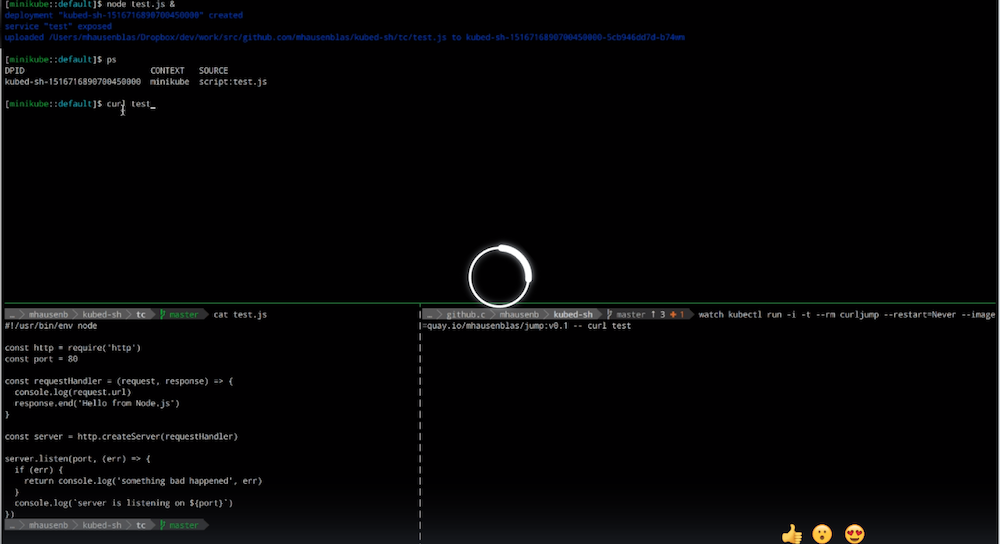 [minikube::default]$ node test.js &
deployment "kubed-sh-1516716890700450000" created
service "test" exposed
uploaded /Users/mhausenblas/Dropbox/dev/work/src/github.com/mhausenblas/kubed-sh/tc/test.js to kubed-sh-1516716890700450000-5cb946dd7d-b74wm
[minikube::default]$ ps
DPID CONTEXT SOURCE
kubed-sh-1516716890700450000 minikube script:test.js
[minikube::default]$ curl test_
… mhausenb kubed-sh tc master cat test.js
#!/usr/bin/env node
const http = require('http')
const port = 80
const requestHandler = (request, response) => {
console.log(request.url)
response.end('Hello from Node.js')
}
const server = http.createServer(requestHandler)
server.listen(port, (err) => {
if (err) {
return console.log('something bad happened', err)
}
console.log(`server is listening on ${port}`)
})
… mhausenb kubed-sh tc master
… github.c mhausenb kubed-sh master ↑ 3 + 1 watch kubectl run -i -t --rm curljump --restart=Never --image
=quay.io/mhausenblas/jump:v0.1 -- curl test